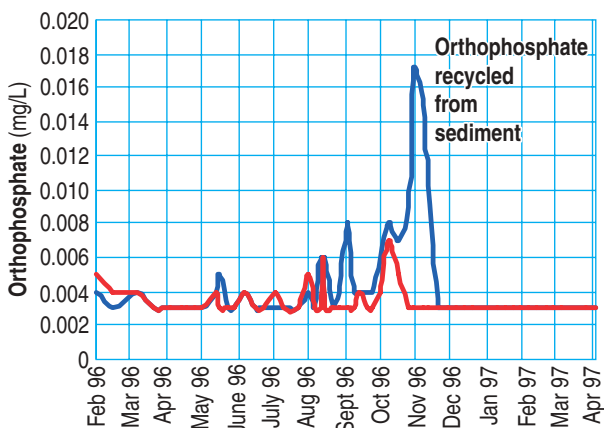 0.020
0.018
0.016
0.014
0.012
0.010
0.008
0.006
0.004
0.002
0
Orthophosphate (mg/L)
Orthophosphate
recycled
from
sediment
Feb 96
Mar 96
Apr 96
May 96
June 96
July 96
Aug 96
Sept 96
Oct 96
Nov 96
Dec 96
Jan 97
Feb 97
Mar 97
Apr 97